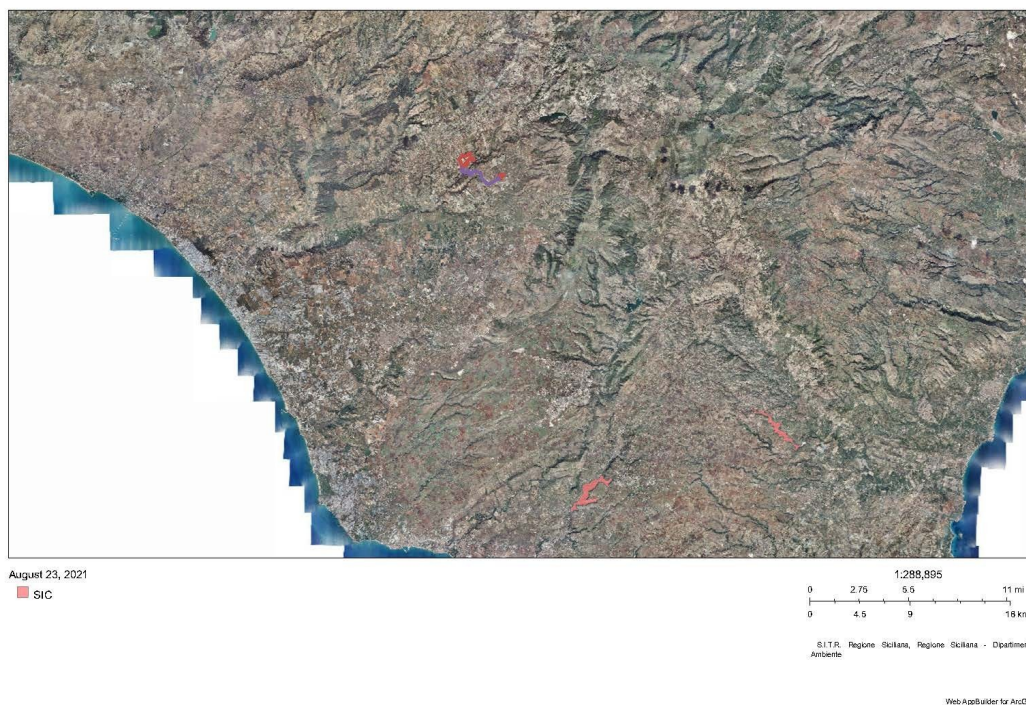 August 23, 2021
SIC
1:288,895
0 2.75 5.5 11 mi
0 4.5 9 18 km
S.I.T.R. Regione Siciliana, Regione Siciliana - Dipartimen
Ambiente
Web AppBuilder for ArcG